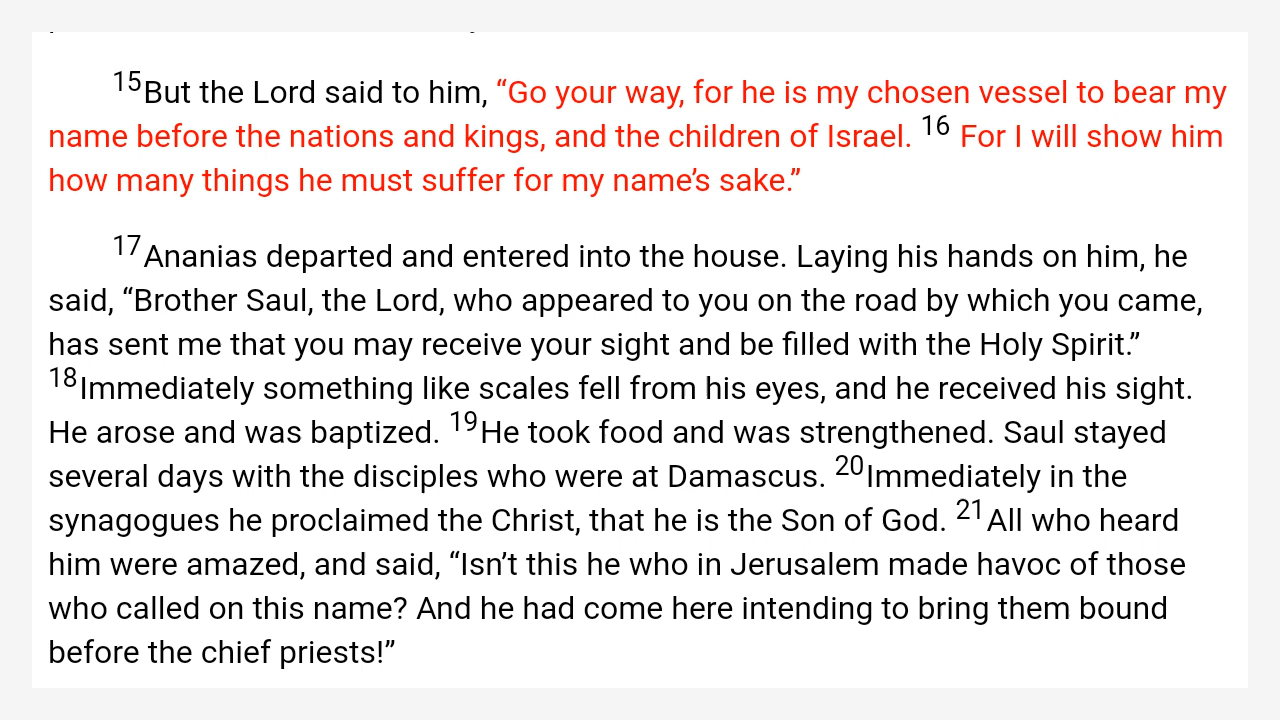 15But the Lord said to him, “Go your way, for he is my chosen vessel to bear my
name before the nations and kings, and the children of Israel. 16 For I will show him
how many things he must suffer for my name’s sake.”
17Ananias departed and entered into the house. Laying his hands on him, he
said, “Brother Saul, the Lord, who appeared to you on the road by which you came,
has sent me that you may receive your sight and be filled with the Holy Spirit.”
18Immediately something like scales fell from his eyes, and he received his sight.
He arose and was baptized. 19He took food and was strengthened. Saul stayed
several days with the disciples who were at Damascus. 20Immediately in the
synagogues he proclaimed the Christ, that he is the Son of God. 21All who heard
him were amazed, and said, “Isn’t this he who in Jerusalem made havoc of those
who called on this name? And he had come here intending to bring them bound
before the chief priests!”